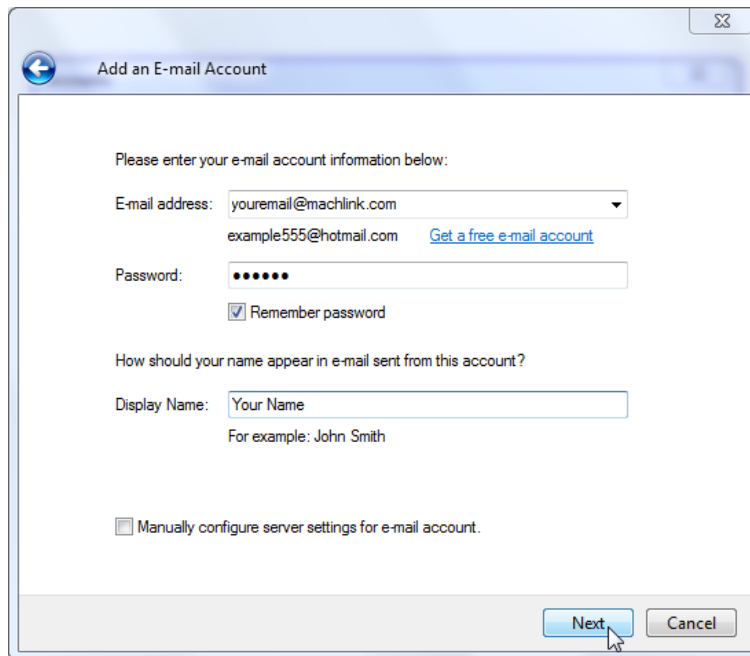 Add an E-mail Account
Please enter your e-mail account information below:
E-mail address: youremail@machlink.com
example555@hotmail.com Get a free e-mail account
Password: ●●●●●●
Remember password
How should your name appear in e-mail sent from this account?
Display Name: Your Name
For example: John Smith
Manually configure server settings for e-mail account.
Next Cancel